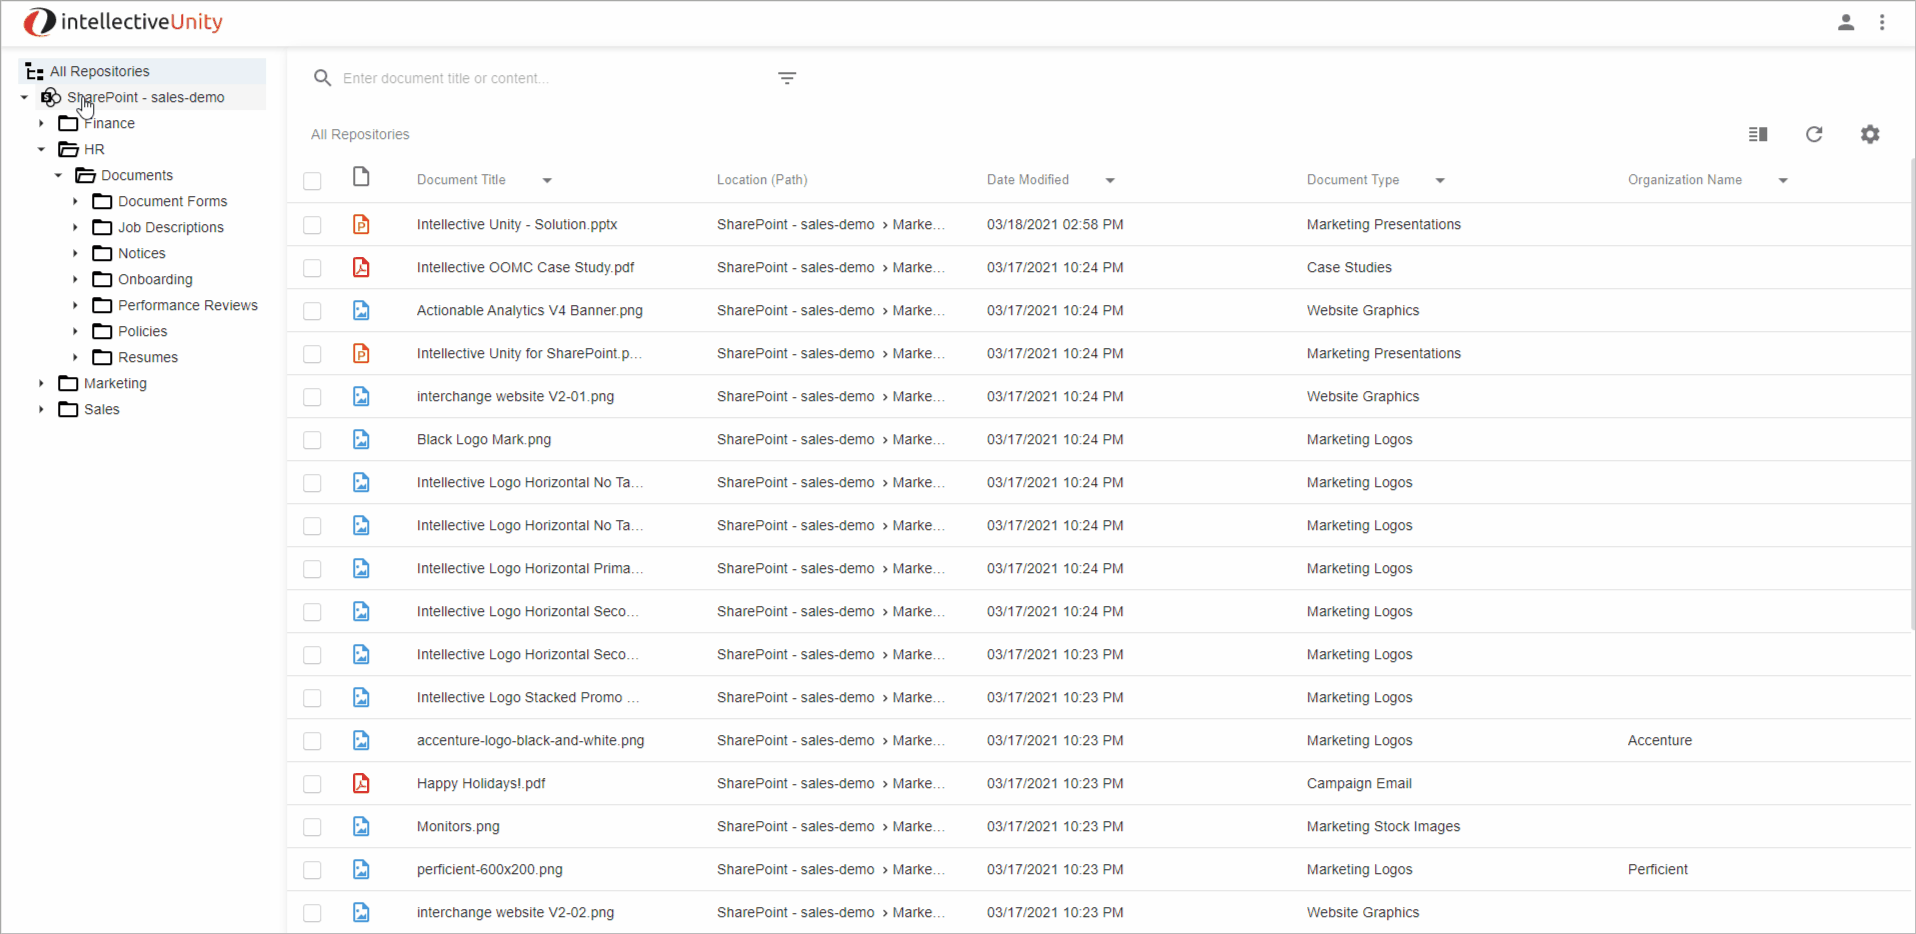 intellectiveUnity
All Repositories
SharePoint - sales-demo
Finance
HR
Documents
Document Forms
Job Descriptions
Notices
Onboarding
Performance Reviews
Policies
Resumes
Marketing
Sales
Enter document title or content...
All Repositories
Document Title Location (Path) Date Modified Document Type Organization Name
Intellective Unity - Solution.pptx SharePoint - sales-demo › Marke... 03/18/2021 02:58 PM Marketing Presentations
Intellective OOMC Case Study.pdf SharePoint - sales-demo › Marke... 03/17/2021 10:24 PM Case Studies
Actionable Analytics V4 Banner.png SharePoint - sales-demo › Marke... 03/17/2021 10:24 PM Website Graphics
Intellective Unity for SharePoint.p... SharePoint - sales-demo › Marke... 03/17/2021 10:24 PM Marketing Presentations
interchange website V2-01.png SharePoint - sales-demo › Marke... 03/17/2021 10:24 PM Website Graphics
Black Logo Mark.png SharePoint - sales-demo › Marke... 03/17/2021 10:24 PM Marketing Logos
Intellective Logo Horizontal No Ta... SharePoint - sales-demo › Marke... 03/17/2021 10:24 PM Marketing Logos
Intellective Logo Horizontal No Ta... SharePoint - sales-demo › Marke... 03/17/2021 10:24 PM Marketing Logos
Intellective Logo Horizontal Prima... SharePoint - sales-demo › Marke... 03/17/2021 10:24 PM Marketing Logos
Intellective Logo Horizontal Seco... SharePoint - sales-demo › Marke... 03/17/2021 10:24 PM Marketing Logos
Intellective Logo Horizontal Seco... SharePoint - sales-demo › Marke... 03/17/2021 10:23 PM Marketing Logos
Intellective Logo Stacked Promo ... SharePoint - sales-demo › Marke... 03/17/2021 10:23 PM Marketing Logos
accenture-logo-black-and-white.png SharePoint - sales-demo › Marke... 03/17/2021 10:23 PM Marketing Logos Accenture
Happy Holidays!.pdf SharePoint - sales-demo › Marke... 03/17/2021 10:23 PM Campaign Email
Monitors.png SharePoint - sales-demo › Marke... 03/17/2021 10:23 PM Marketing Stock Images
perficient-600x200.png SharePoint - sales-demo › Marke... 03/17/2021 10:23 PM Marketing Logos Perficient
interchange website V2-02.png SharePoint - sales-demo › Marke... 03/17/2021 10:23 PM Website Graphics